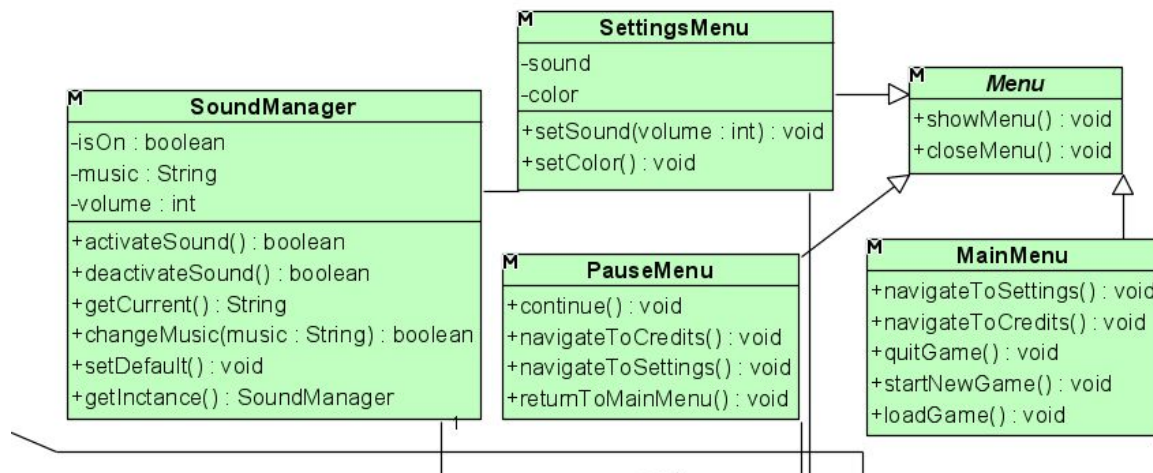 M
SoundManager
-isOn : boolean
-music : String
-volume : int
+activateSound() : boolean
+deactivateSound() : boolean
+getCurrent() : String
+changeMusic(music : String) : boolean
+setDefault() : void
+getInctance() : SoundManager
1
M
SettingsMenu
-sound
-color
+setSound(volume : int) : void
+setColor() : void
M
PauseMenu
+continue() : void
+navigateToCredits() : void
+navigateToSettings() : void
+returnToMainMenu() : void
M
Menu
+showMenu() : void
+closeMenu() : void
M
MainMenu
+navigateToSettings() : void
+navigateToCredits() : void
+quitGame() : void
+startNewGame() : void
+loadGame() : void